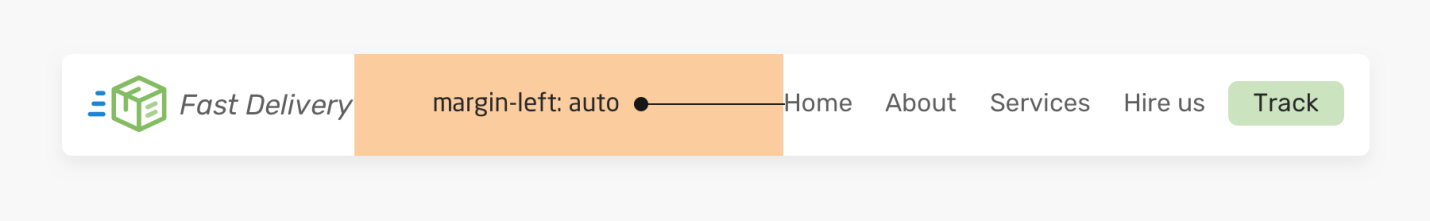 Fast Delivery margin-left: auto Home About Services Hire us Track